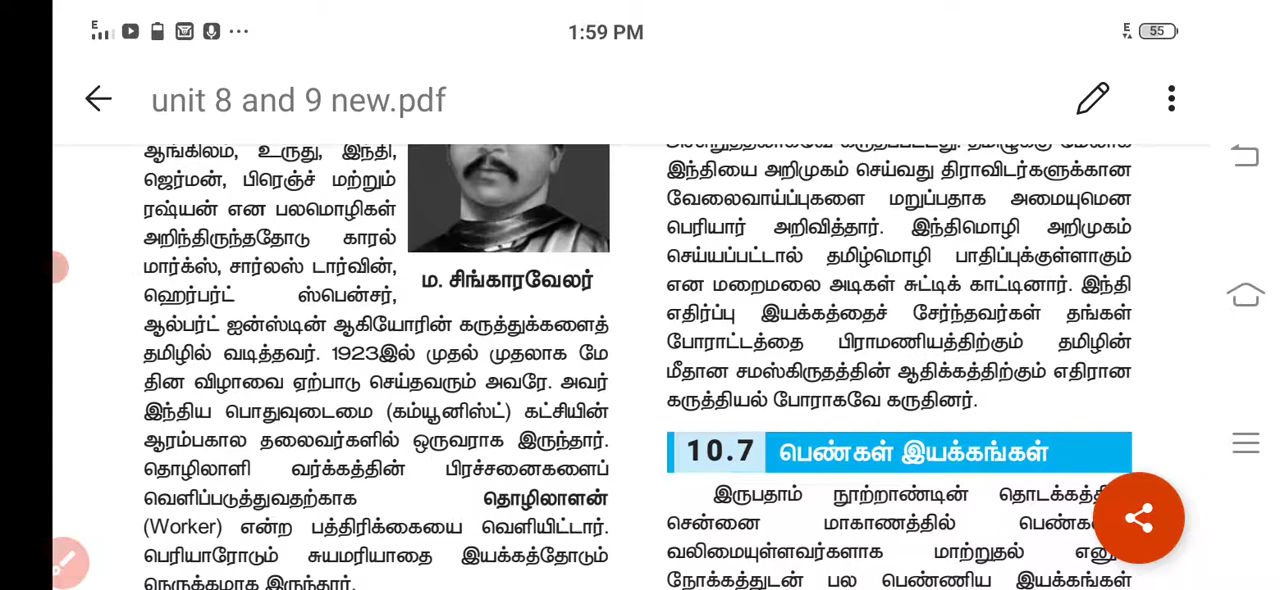 E
1:59 PM
E
55
unit 8 and 9 new.pdf
ஆங்கிலம், உருது, இந்தி,
ஜெர்மன், பிரெஞ்ச் மற்றும்
ரஷ்யன் என பலமொழிகள்
அறிந்திருந்ததோடு காரல்
மார்க்ஸ், சார்லஸ் டார்வின்,
ஹெர்பர்ட் ஸ்பென்சர்,
ம. சிங்காரவேலர்
ஆல்பர்ட் ஐன்ஸ்டின் ஆகியோரின் கருத்துக்களைத்
தமிழில் வடித்தவர். 1923இல் முதல் முதலாக மே
தின விழாவை ஏற்பாடு செய்தவரும் அவரே. அவர்
இந்திய பொதுவுடைமை (கம்யூனிஸ்ட்) கட்சியின்
ஆரம்பகால தலைவர்களில் ஒருவராக இருந்தார்.
தொழிலாளி வர்க்கத்தின் பிரச்சனைகளைப்
வெளிப்படுத்துவதற்காக தொழிலாளன்
(Worker) என்ற பத்திரிக்கையை வெளியிட்டார்.
பெரியாரோடும் சுயமரியாதை இயக்கத்தோடும்
நெருக்கமாக இருந்தார்.
இந்தியை அறிமுகம் செய்வது திராவிடர்களுக்கான
வேலைவாய்ப்புகளை மறுப்பதாக அமையுமென
பெரியார் அறிவித்தார். இந்திமொழி அறிமுகம்
செய்யப்பட்டால் தமிழ்மொழி பாதிப்புக்குள்ளாகும்
என மறைமலை அடிகள் சுட்டிக் காட்டினார். இந்தி
எதிர்ப்பு இயக்கத்தைச் சேர்ந்தவர்கள் தங்கள்
போராட்டத்தை பிராமணியத்திற்கும் தமிழின்
மீதான சமஸ்கிருதத்தின் ஆதிக்கத்திற்கும் எதிரான
கருத்தியல் போராகவே கருதினர்.
10.7 பெண்கள் இயக்கங்கள்
இருபதாம் நூற்றாண்டின்
சென்னை மாகாணத்தில்
வலிமையுள்ளவர்களாக மாற்றுதல்
நோக்கத்துடன் பல பெண்ணிய இயக்கங்கள்